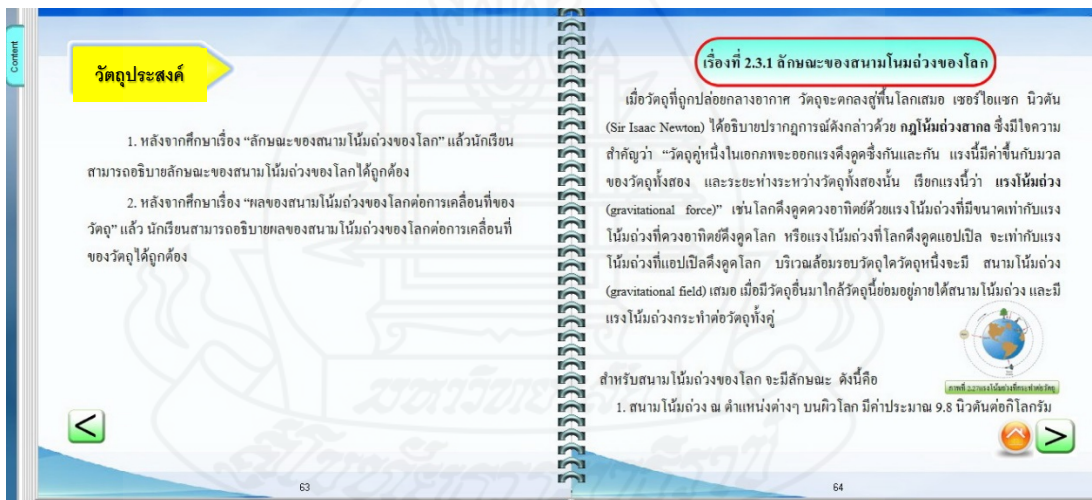 Content
วัตถุประสงค์
1. หลังจากศึกษาเรื่อง “ลักษณะของสนามโน้มถ่วงของโลก” แล้วนักเรียน
สามารถอธิบายลักษณะของสนามโน้มถ่วงของโลกได้ถูกต้อง
2. หลังจากศึกษาเรื่อง “ผลของสนามโน้มถ่วงของโลกต่อการเคลื่อนที่ของ
วัตถุ” แล้ว นักเรียนสามารถอธิบายผลของสนามโน้มถ่วงของโลกต่อการเคลื่อนที่
ของวัตถุได้ถูกต้อง
<
63
เรื่องที่ 2.3.1 ลักษณะของสนามโนมถ่วงของโลก
เมื่อวัตถุที่ถูกปล่อยกลางอากาศ วัตถุจะตกลงสู่พื้นโลกเสมอ เซอร์ไอแซก นิวตัน
(Sir Isaac Newton) ได้อธิบายปรากฏการณ์ดังกล่าวด้วย กฎโน้มถ่วงสากล ซึ่งมีใจความ
สำคัญว่า “วัตถุคู่หนึ่งในเอกภพจะออกแรงดึงดูดซึ่งกันและกัน แรงนี้มีค่าขึ้นกับมวล
ของวัตถุทั้งสอง และระยะห่างระหว่างวัตถุทั้งสองนั้น เรียกแรงนี้ว่า แรงโน้มถ่วง
(gravitational force)” เช่นโลกดึงดูดดวงอาทิตย์ด้วยแรงโน้มถ่วงที่มีขนาดเท่ากับแรง
โน้มถ่วงที่ดวงอาทิตย์ดึงดูดโลก หรือแรงโน้มถ่วงที่โลกดึงดูดแอปเปิล จะเท่ากับแรง
โน้มถ่วงที่แอปเปิลดึงดูดโลก บริเวณล้อมรอบวัตถุใดวัตถุหนึ่งจะมี สนามโน้มถ่วง
(gravitational field) เสมอ เมื่อมีวัตถุอื่นมาใกล้วัตถุนี้ย่อมอยู่ภายใต้สนามโน้มถ่วง และมี
แรงโน้มถ่วงกระทำต่อวัตถุทั้งคู่
ภาพที่ 2.27แรงโน้มถ่วงที่กระทำต่อวัตถุ
สำหรับสนามโน้มถ่วงของโลก จะมีลักษณะ ดังนี้คือ
1. สนามโน้มถ่วง ณ ตำแหน่งต่างๆ บนผิวโลก มีค่าประมาณ 9.8 นิวตันต่อกิโลกรัม
>
64